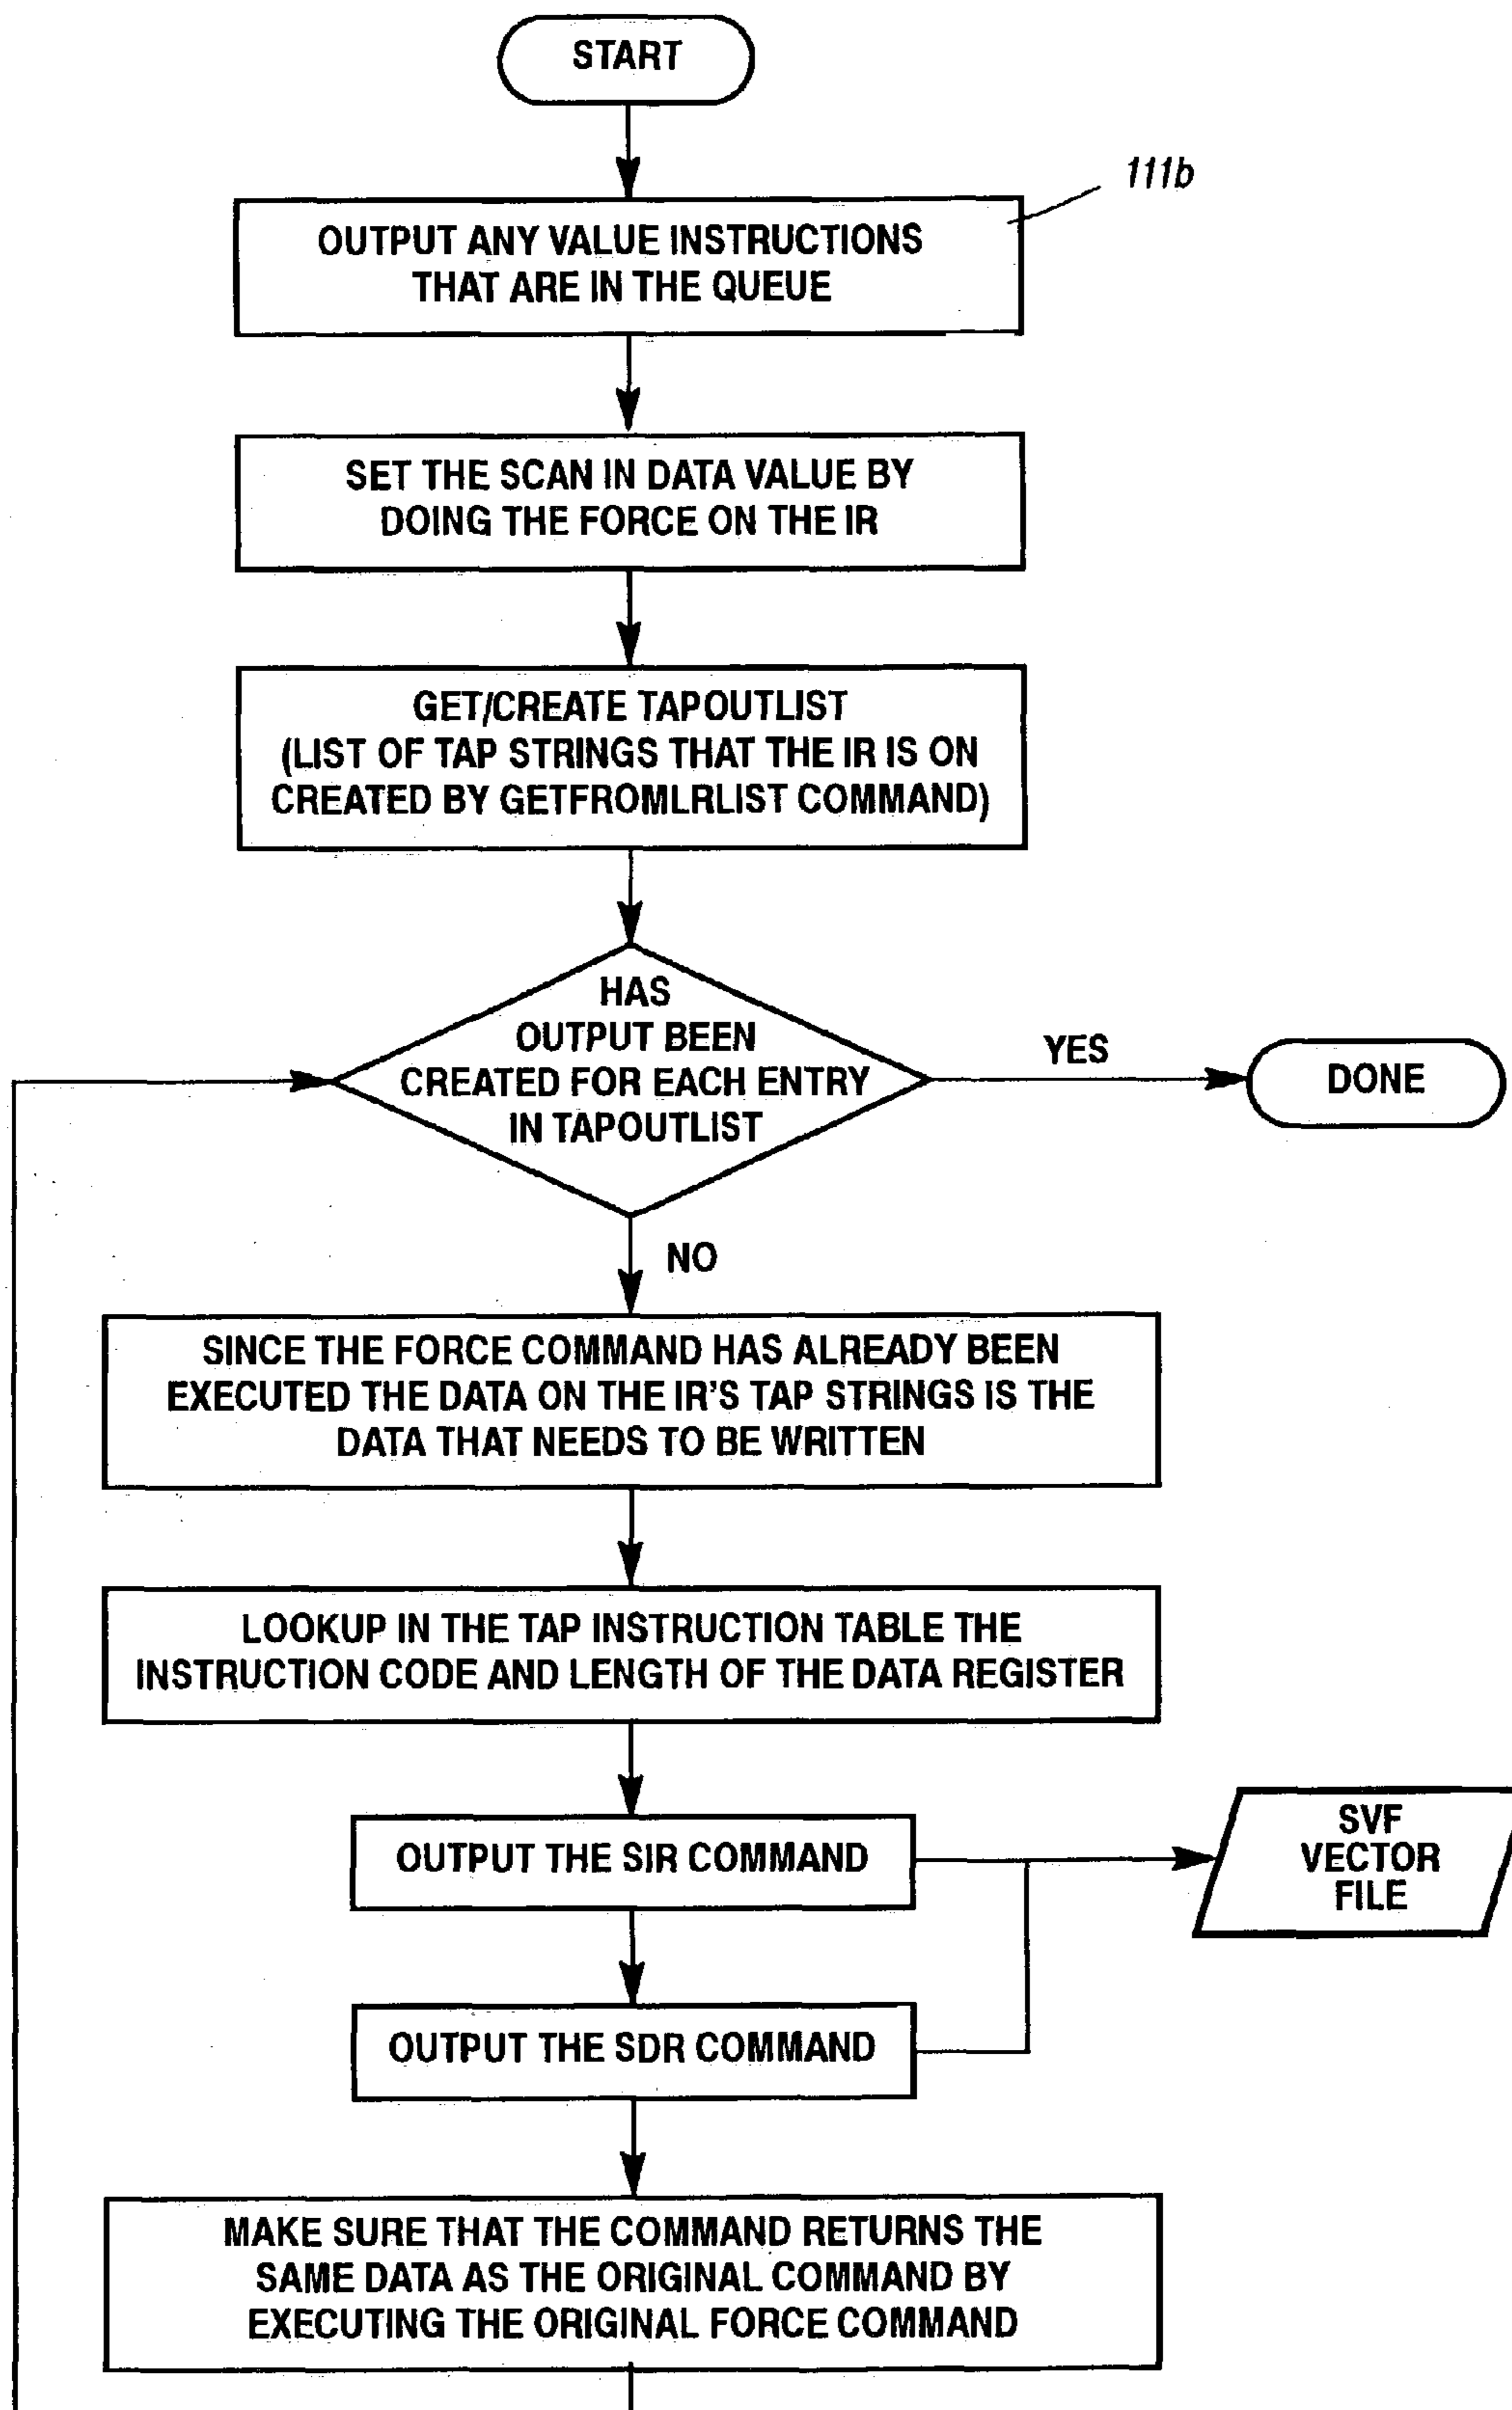 START
111b
OUTPUT ANY VALUE INSTRUCTIONS
THAT ARE IN THE QUEUE
SET THE SCAN IN DATA VALUE BY
DOING THE FORCE ON THE IR
GET/CREATE TAPOUTLIST
(LIST OF TAP STRINGS THAT THE IR IS ON
CREATED BY GETFROMLRLIST COMMAND)
HAS
OUTPUT BEEN
CREATED FOR EACH ENTRY
IN TAPOUTLIST
YES
DONE
NO
SINCE THE FORCE COMMAND HAS ALREADY BEEN
EXECUTED THE DATA ON THE IR'S TAP STRINGS IS THE
DATA THAT NEEDS TO BE WRITTEN
LOOKUP IN THE TAP INSTRUCTION TABLE THE
INSTRUCTION CODE AND LENGTH OF THE DATA REGISTER
OUTPUT THE SIR COMMAND
SVF
VECTOR
FILE
OUTPUT THE SDR COMMAND
MAKE SURE THAT THE COMMAND RETURNS THE
SAME DATA AS THE ORIGINAL COMMAND BY
EXECUTING THE ORIGINAL FORCE COMMAND